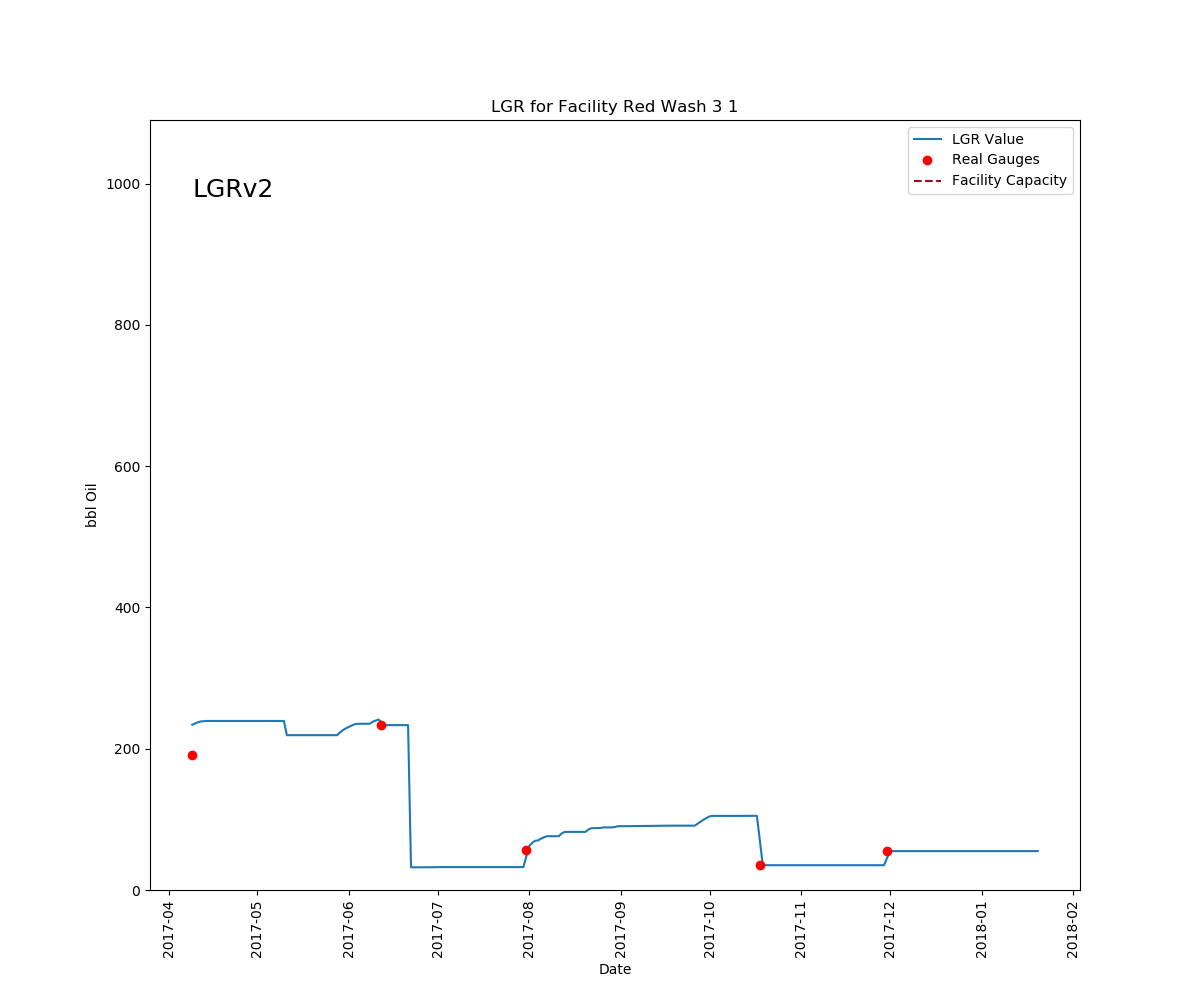 LGR for Facility Red Wash 3 1
LGRv2
LGR Value
Real Gauges
Facility Capacity
bbl Oil
1000
800
600
400
200
0
2017-04
2017-05
2017-06
2017-07
2017-08
2017-09
2017-10
2017-11
2017-12
2018-01
2018-02
Date